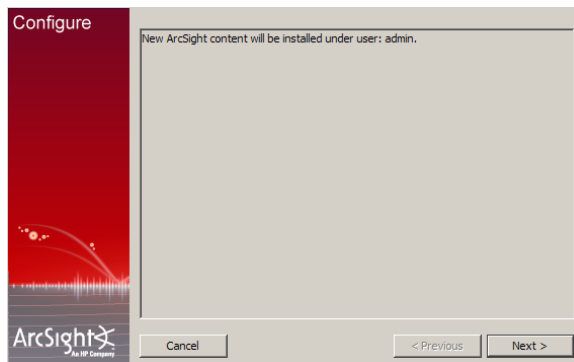 Configure
New ArcSight content will be installed under user: admin.
ArcSight
An HP Company
Cancel
< Previous
Next >